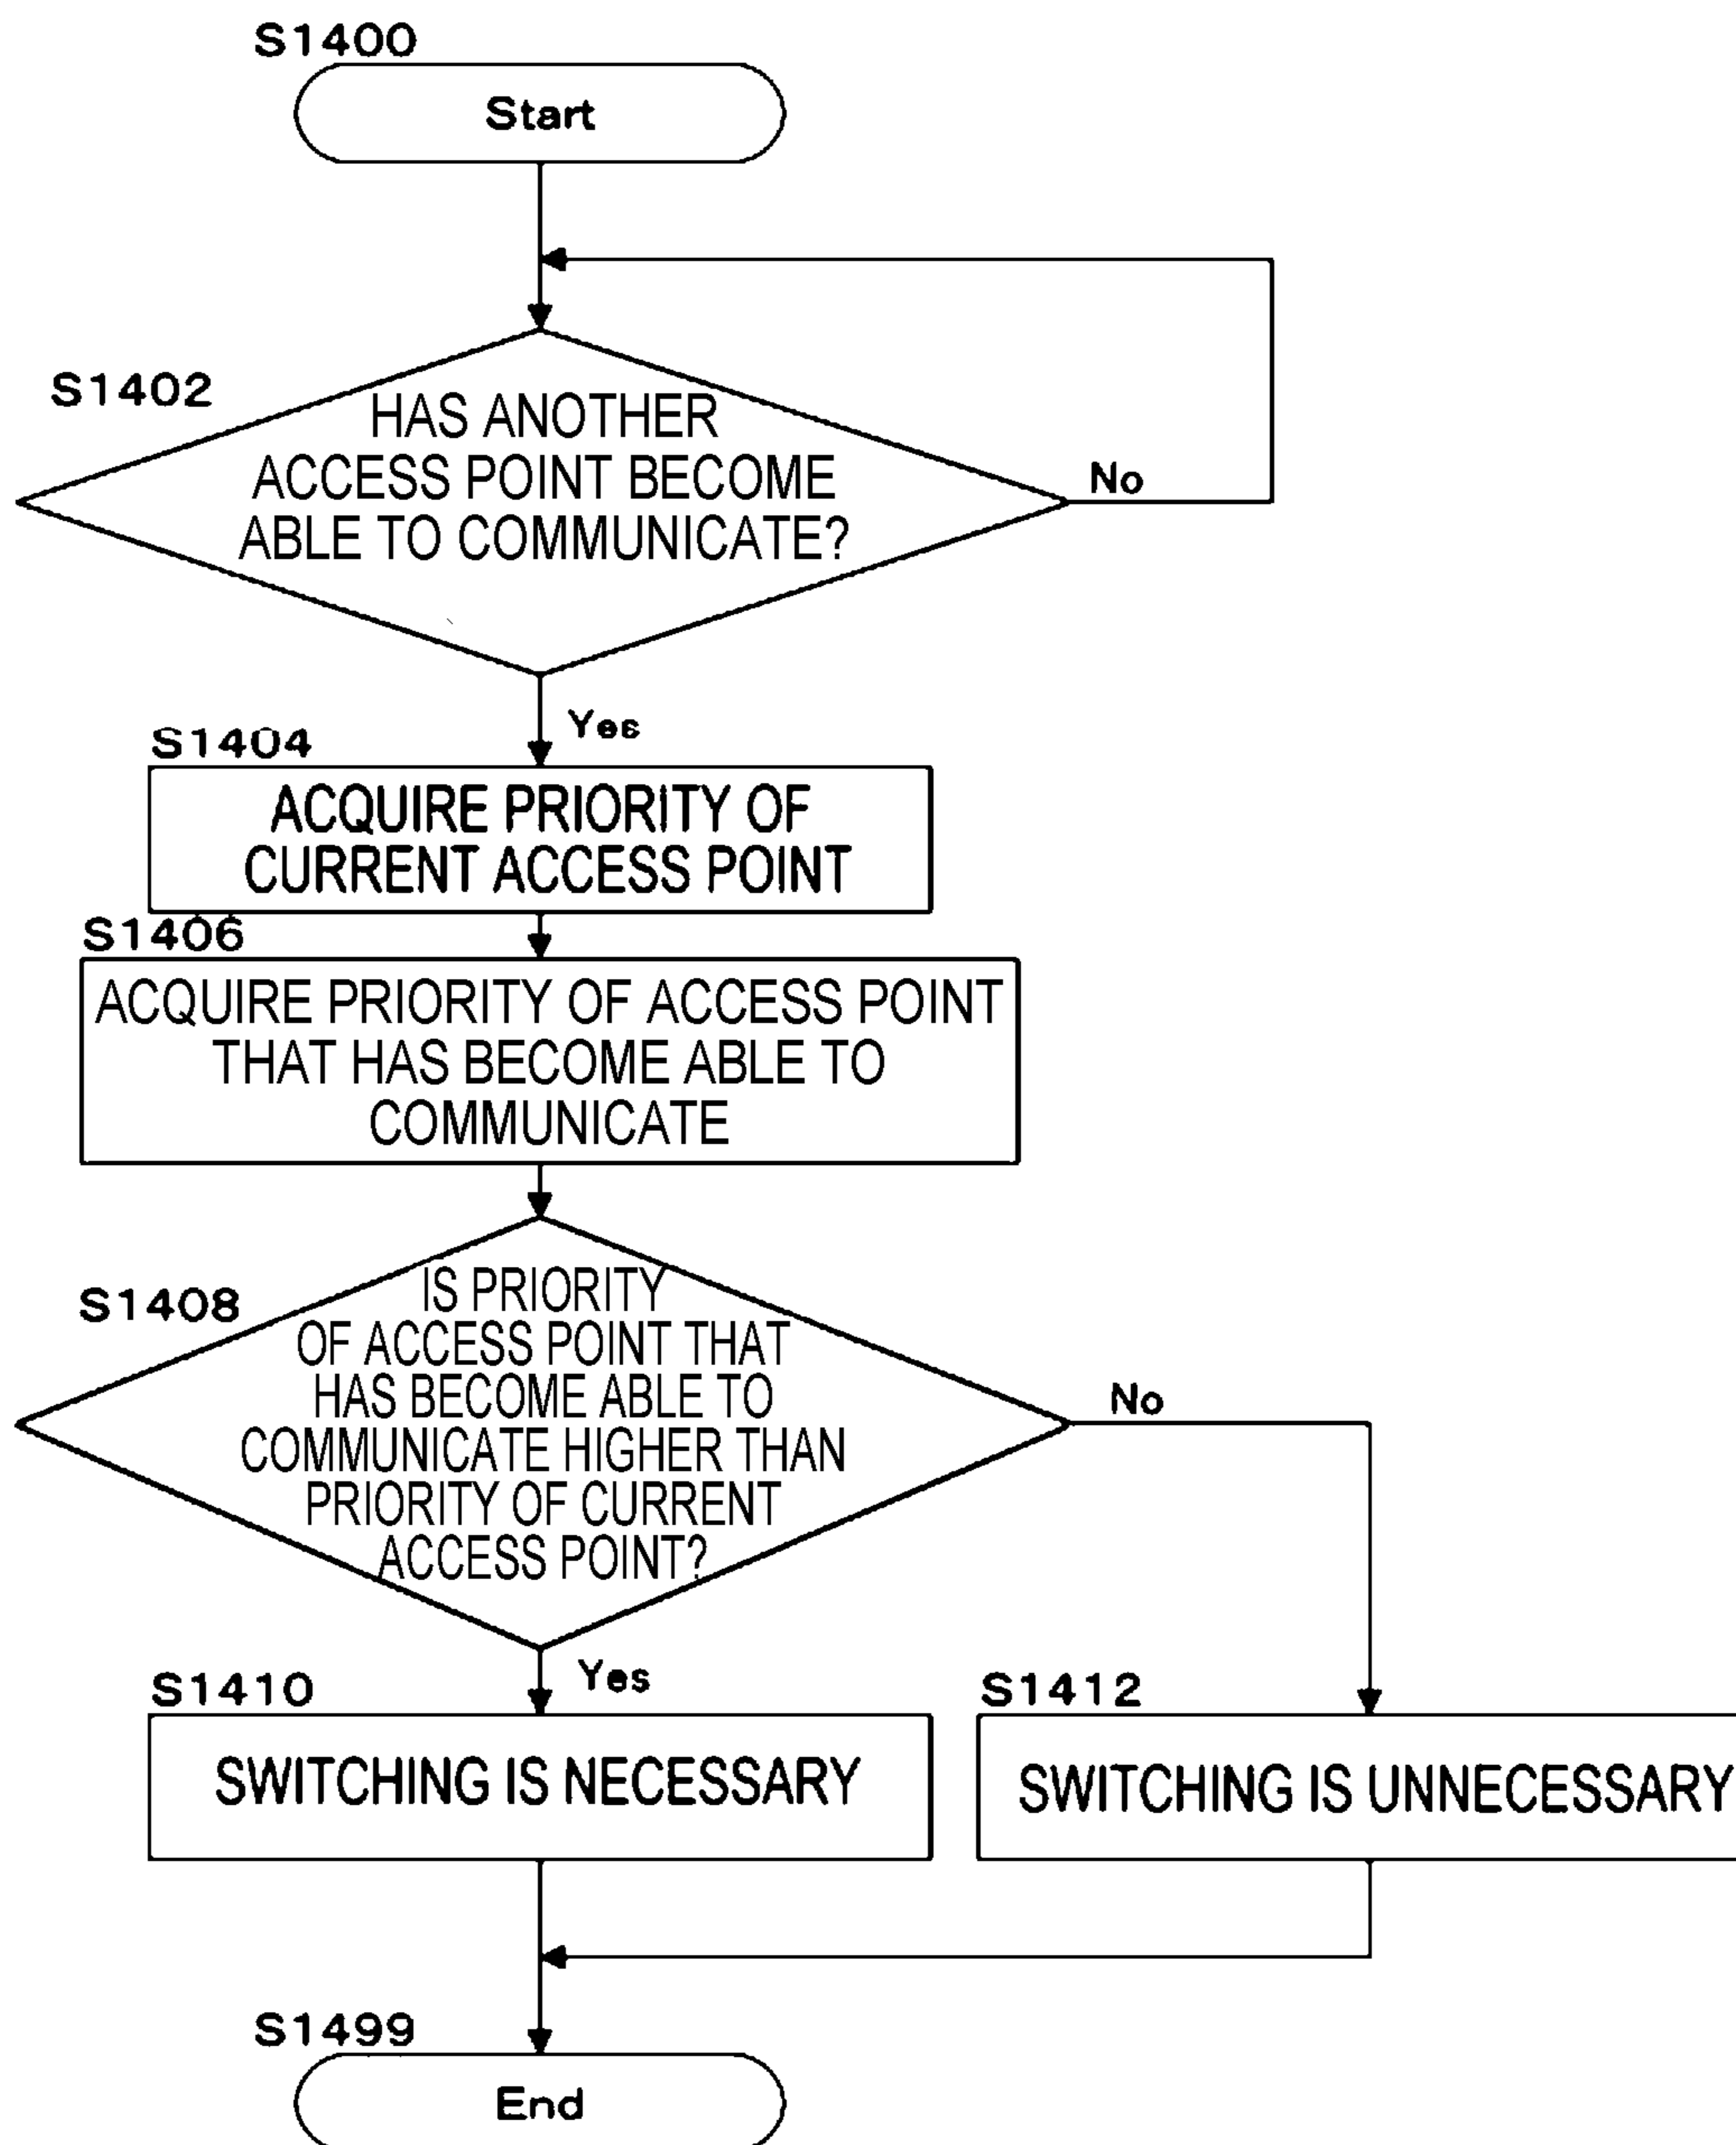 S1400
Start
S1402
HAS ANOTHER
ACCESS POINT BECOME
ABLE TO COMMUNICATE?
No
Yes
S1404
ACQUIRE PRIORITY OF
CURRENT ACCESS POINT
S1406
ACQUIRE PRIORITY OF ACCESS POINT
THAT HAS BECOME ABLE TO
COMMUNICATE
S1408
IS PRIORITY
OF ACCESS POINT THAT
HAS BECOME ABLE TO
COMMUNICATE HIGHER THAN
PRIORITY OF CURRENT
ACCESS POINT?
No
Yes
S1410
SWITCHING IS NECESSARY
S1412
SWITCHING IS UNNECESSARY
S1499
End